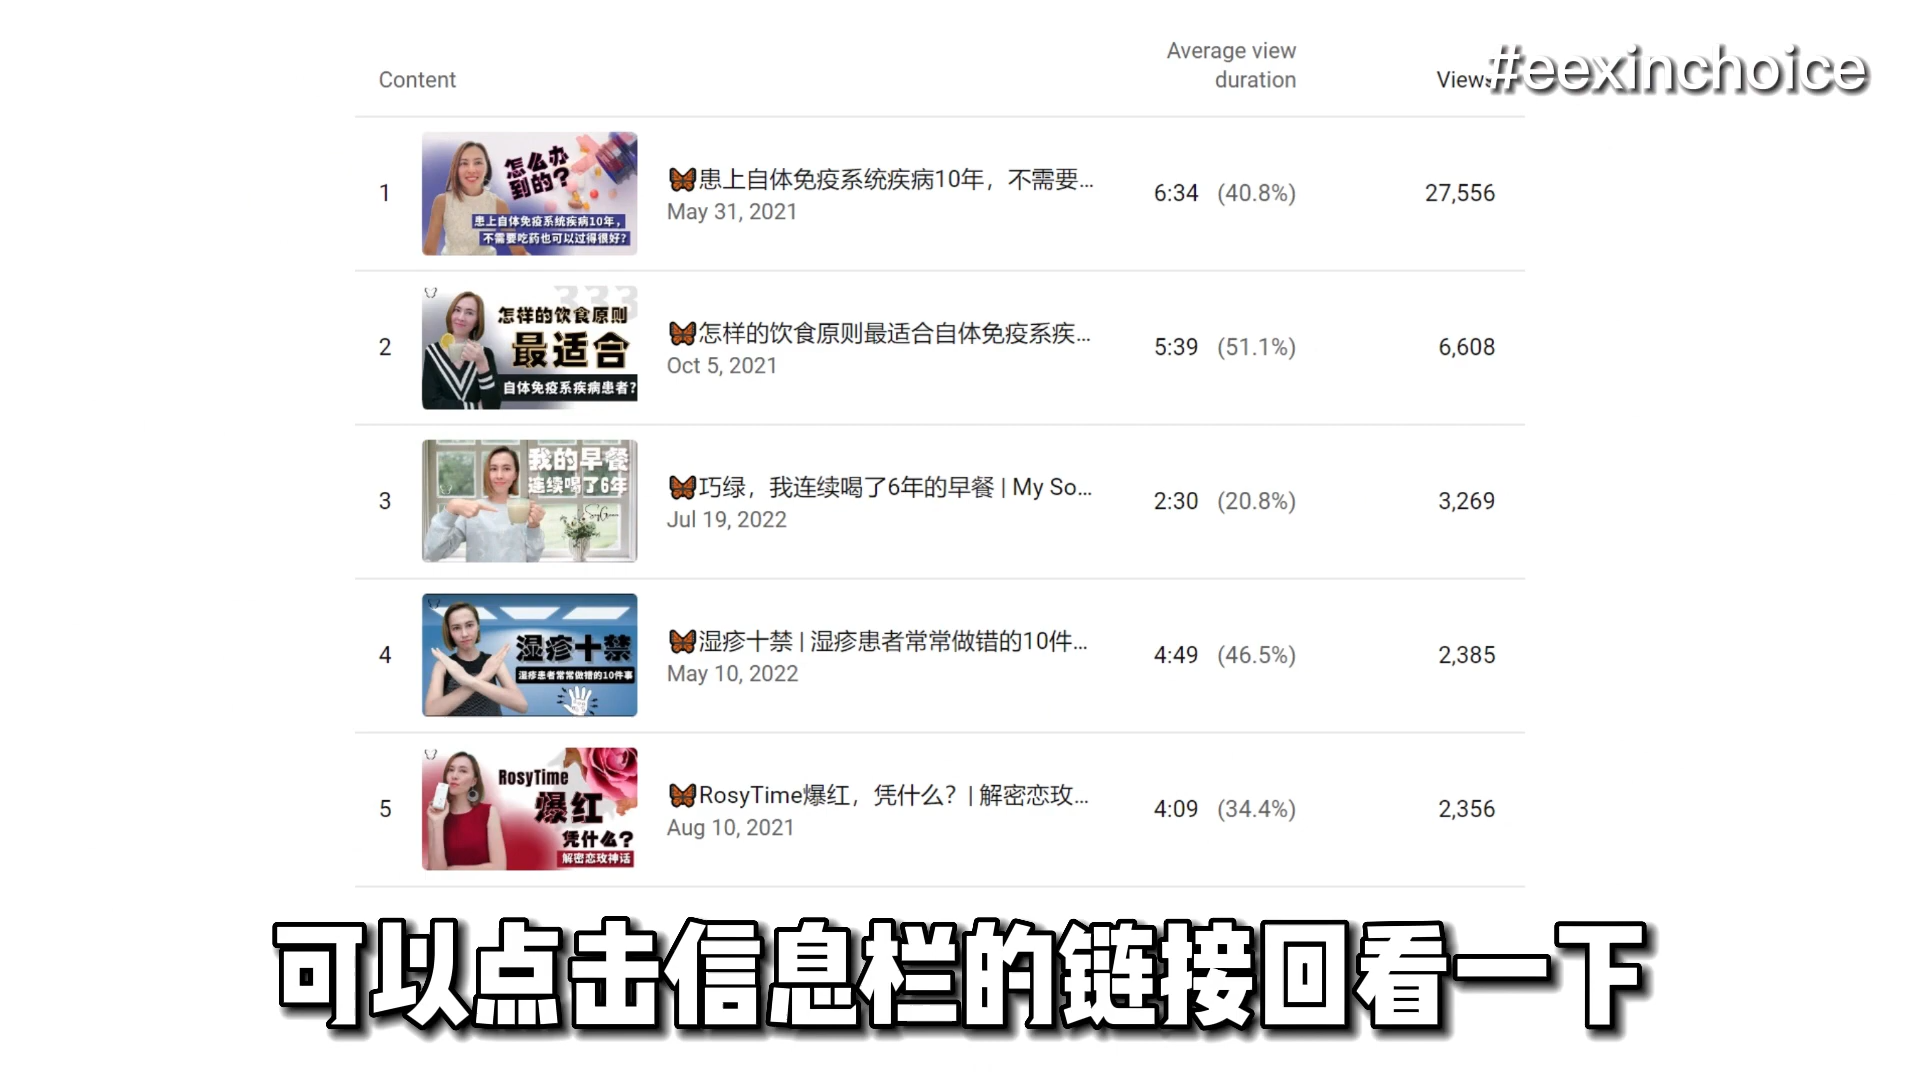 #eexinchoice
Average view
Content duration Views
1
怎么办
到的?
患上自体免疫系统疾病10年,
不需要吃药也可以过得很好?
患上自体免疫系统疾病10年，不需要...
May 31, 2021
6:34 (40.8%) 27,556
2
333
怎样的饮食原则
最适合
自体免疫系疾病患者?
怎样的饮食原则最适合自体免疫系疾...
Oct 5, 2021
5:39 (51.1%) 6,608
3
我的早餐
连续喝了6年
巧绿，我连续喝了6年的早餐 | My So...
Jul 19, 2022
2:30 (20.8%) 3,269
4
湿疹十禁
湿疹患者常常做错的10件事
湿疹十禁 | 湿疹患者常常做错的10件...
May 10, 2022
4:49 (46.5%) 2,385
5
RosyTime
爆红
凭什么?
解密恋玫神话
RosyTime爆红，凭什么？| 解密恋玫...
Aug 10, 2021
4:09 (34.4%) 2,356
可以点击信息栏的链接回看一下